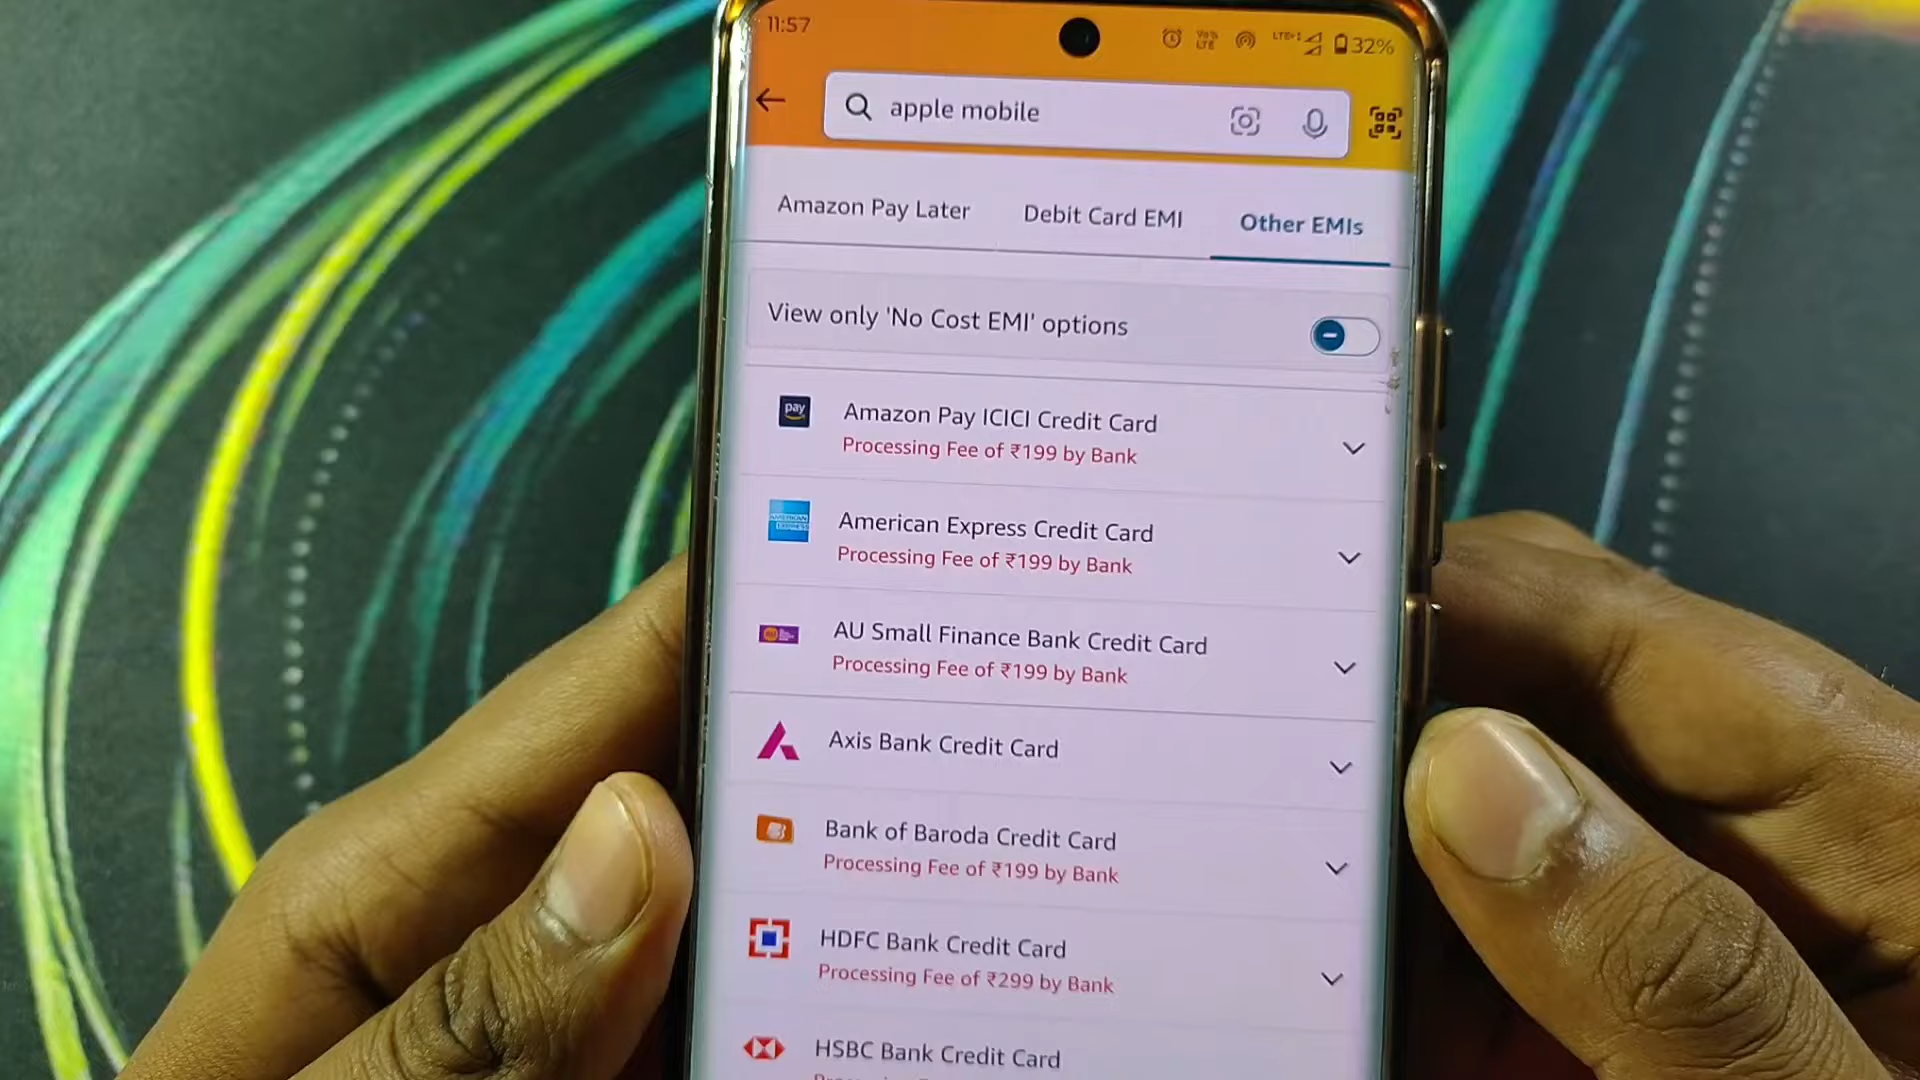 11:57
32%
apple mobile
Amazon Pay Later
Debit Card EMI
Other EMIs
View only 'No Cost EMI' options
pay
Amazon Pay ICICI Credit Card
Processing Fee of ₹199 by Bank
AMERICAN EXPRESS
American Express Credit Card
Processing Fee of ₹199 by Bank
AU Small Finance Bank Credit Card
Processing Fee of ₹199 by Bank
Axis Bank Credit Card
Bank of Baroda Credit Card
Processing Fee of ₹199 by Bank
HDFC Bank Credit Card
Processing Fee of ₹299 by Bank
HSBC Bank Credit Card